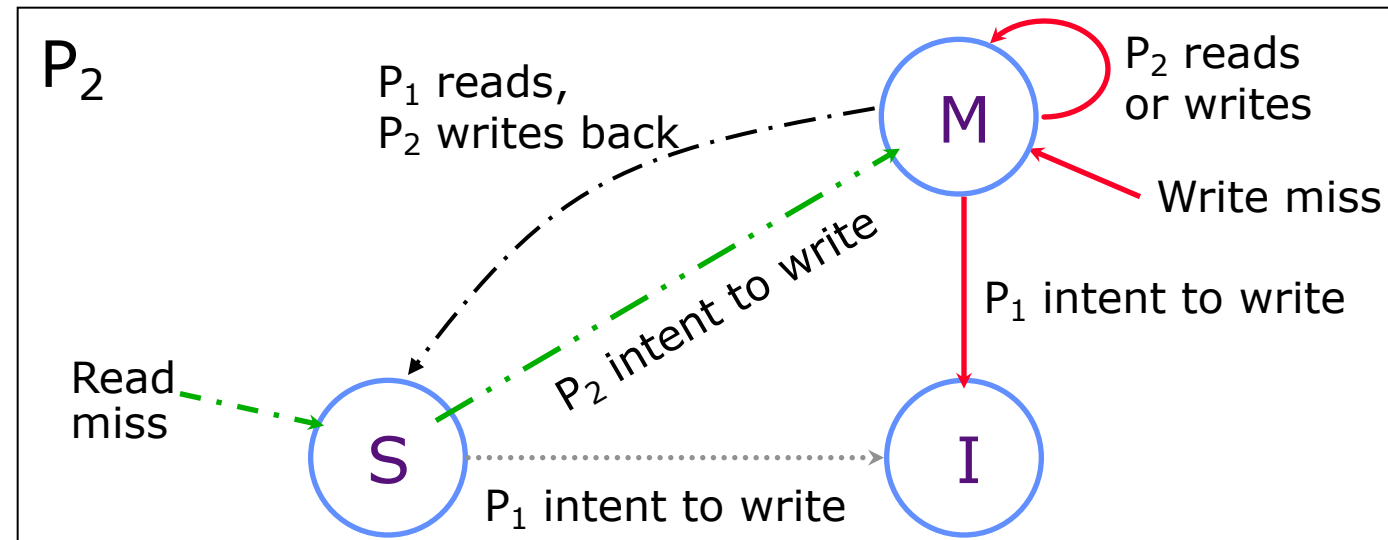 P₂
P₁ reads,
P₂ writes back
M
P₂ reads
or writes
Write miss
P₂ intent to write
P₁ intent to write
Read
miss
S
I
P₁ intent to write